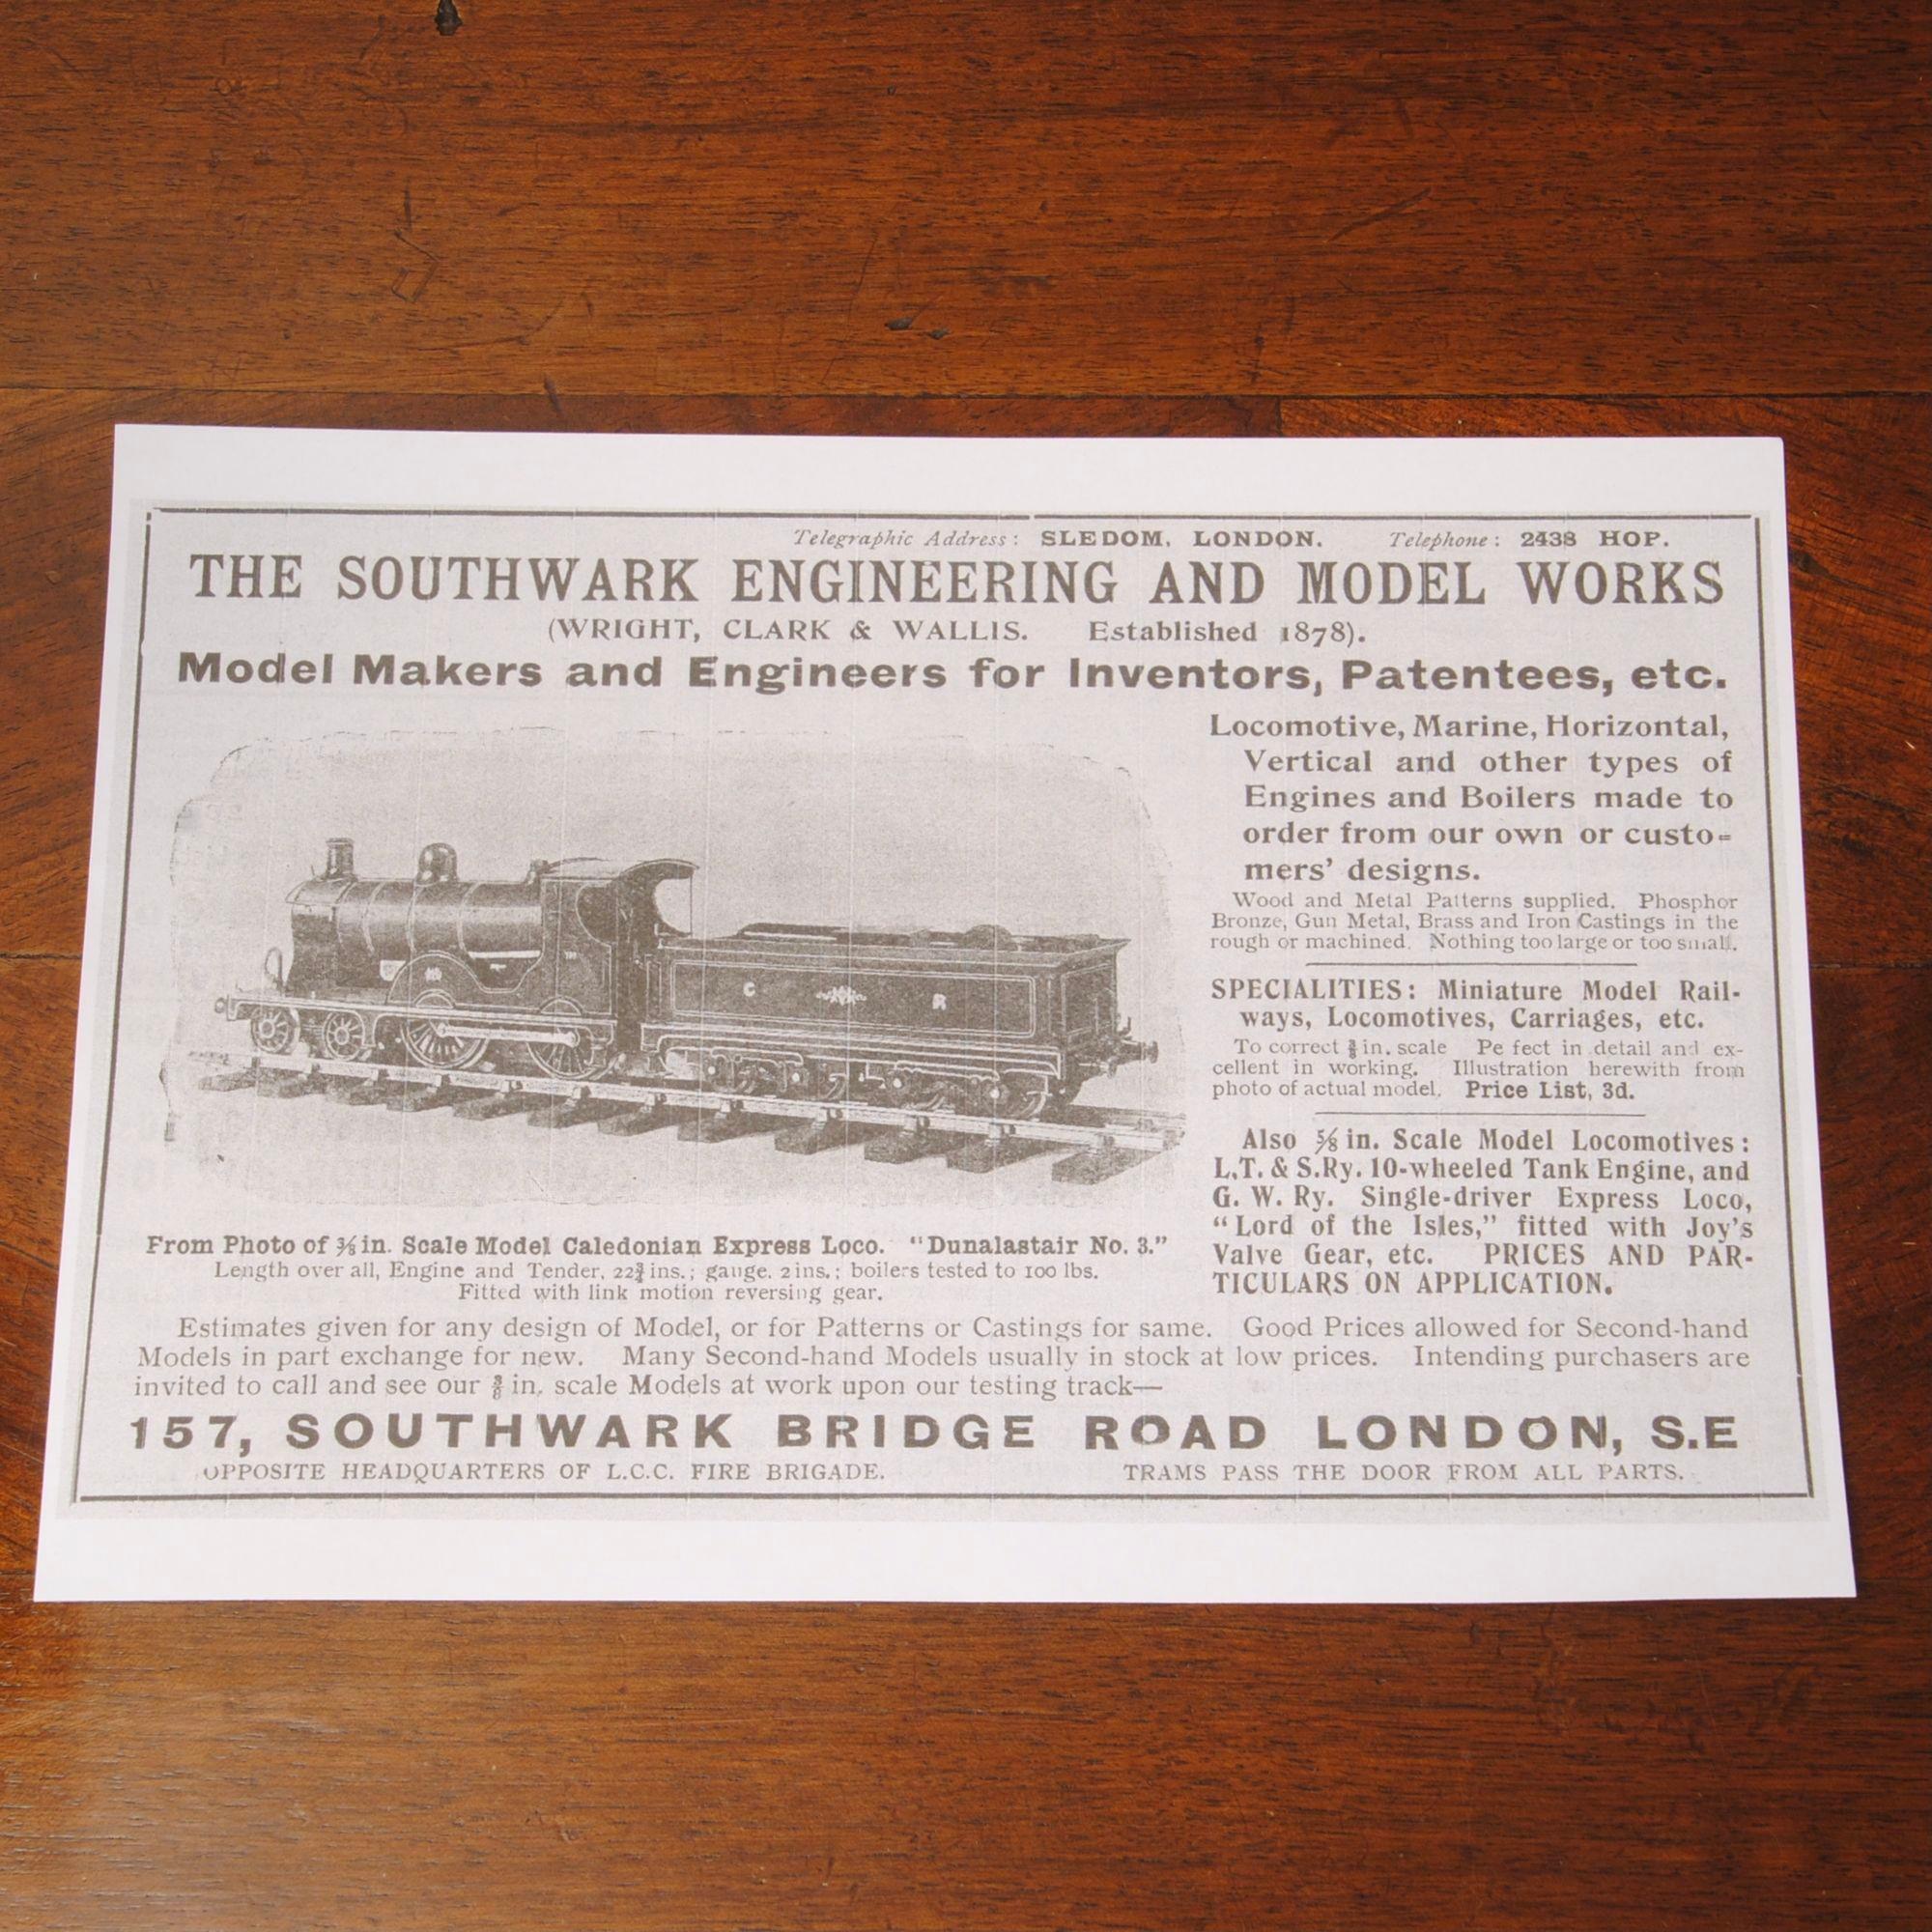 Telegraphic Address: SLEDOM, LONDON. Telephone: 2438 HOP.
THE SOUTHWARK ENGINEERING AND MODEL WORKS
(WRIGHT, CLARK & WALLIS. Established 1878).
Model Makers and Engineers for Inventors, Patentees, etc.
Locomotive, Marine, Horizontal,
Vertical and other types of
Engines and Boilers made to
order from our own or custo-
mers' designs.
Wood and Metal Patterns supplied. Phosphor
Bronze, Gun Metal, Brass and Iron Castings in the
rough or machined. Nothing too large or too small.
SPECIALITIES: Miniature Model Rail-
ways, Locomotives, Carriages, etc.
To correct ⅜ in. scale Pe fect in detail and ex-
cellent in working. Illustration herewith from
photo of actual model. Price List, 3d.
Also ⅝ in. Scale Model Locomotives:
L.T. & S.Ry. 10-wheeled Tank Engine, and
G. W. Ry. Single-driver Express Loco,
"Lord of the Isles," fitted with Joy's
Valve Gear, etc. PRICES AND PAR-
TICULARS ON APPLICATION.
C R
From Photo of ⅜ in. Scale Model Caledonian Express Loco. "Dunalastair No. 3."
Length over all, Engine and Tender, 22¾ ins.; gauge. 2 ins.; boilers tested to 100 lbs.
Fitted with link motion reversing gear.
Estimates given for any design of Model, or for Patterns or Castings for same. Good Prices allowed for Second-hand
Models in part exchange for new. Many Second-hand Models usually in stock at low prices. Intending purchasers are
invited to call and see our ⅜ in. scale Models at work upon our testing track—
157, SOUTHWARK BRIDGE ROAD LONDON, S.E
OPPOSITE HEADQUARTERS OF L.C.C. FIRE BRIGADE. TRAMS PASS THE DOOR FROM ALL PARTS.